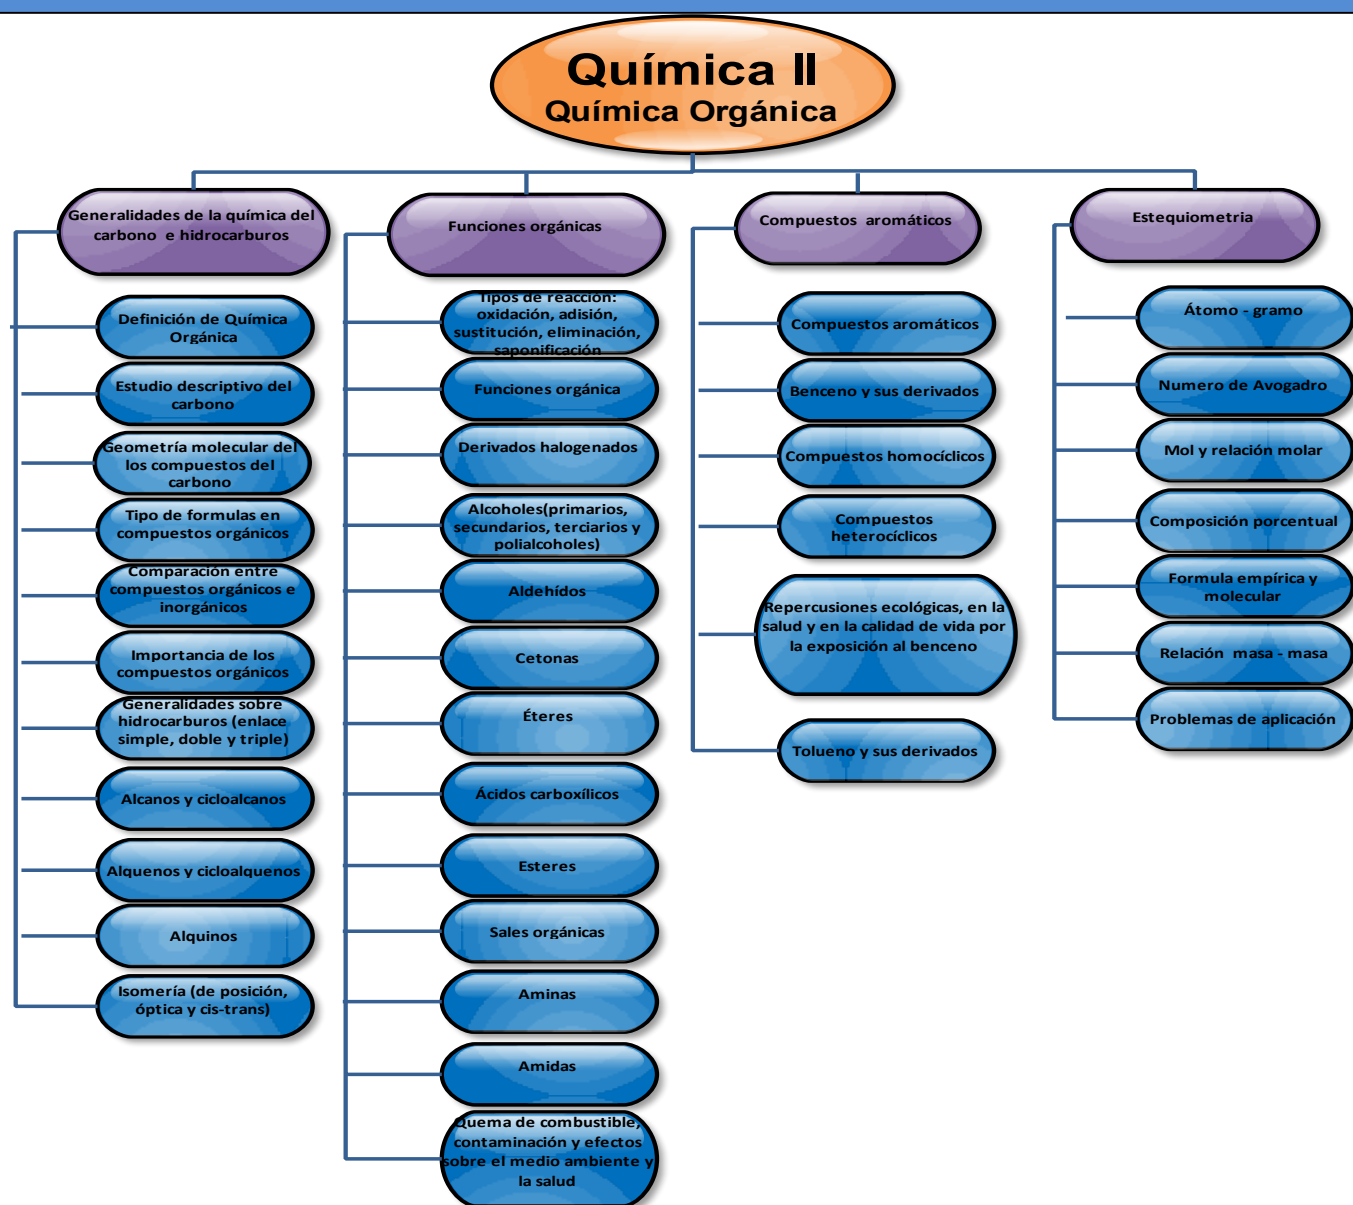 Química II
Química Orgánica
Generalidades de la química del
carbono e hidrocarburos
Definición de Química
Orgánica
Estudio descriptivo del
carbono
Geometría molecular del
los compuestos del
carbono
Tipo de formulas en
compuestos orgánicos
Comparación entre
compuestos orgánicos e
inorgánicos
Importancia de los
compuestos orgánicos
Generalidades sobre
hidrocarburos (enlace
simple, doble y triple)
Alcanos y cicloalcanos
Alquenos y cicloalquenos
Alquinos
Isomería (de posición,
óptica y cis-trans)
Funciones orgánicas
Tipos de reacción:
oxidación, adisión,
sustitución, eliminación,
saponificación
Funciones orgánica
Derivados halogenados
Alcoholes(primarios,
secundarios, terciarios y
polialcoholes)
Aldehídos
Cetonas
Éteres
Ácidos carboxílicos
Esteres
Sales orgánicas
Aminas
Amidas
Quema de combustible,
contaminación y efectos
sobre el medio ambiente y
la salud
Compuestos aromáticos
Compuestos aromáticos
Benceno y sus derivados
Compuestos homocíclicos
Compuestos
heterocíclicos
Repercusiones ecológicas, en la
salud y en la calidad de vida por
la exposición al benceno
Tolueno y sus derivados
Estequiometria
Átomo - gramo
Numero de Avogadro
Mol y relación molar
Composición porcentual
Formula empírica y
molecular
Relación masa - masa
Problemas de aplicación